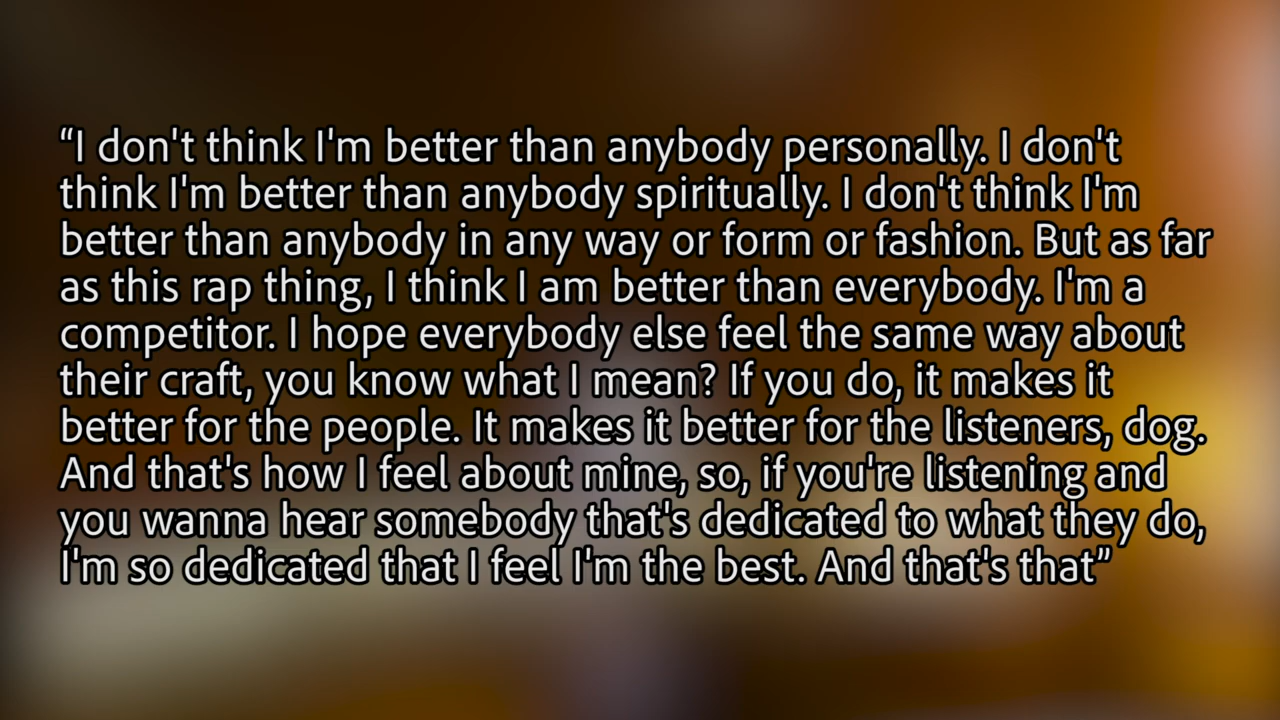 “I don't think I'm better than anybody personally. I don't
think I'm better than anybody spiritually. I don't think I'm
better than anybody in any way or form or fashion. But as far
as this rap thing, I think I am better than everybody. I'm a
competitor. I hope everybody else feel the same way about
their craft, you know what I mean? If you do, it makes it
better for the people. It makes it better for the listeners, dog.
And that's how I feel about mine, so, if you're listening and
you wanna hear somebody that's dedicated to what they do,
I'm so dedicated that I feel I'm the best. And that's that”